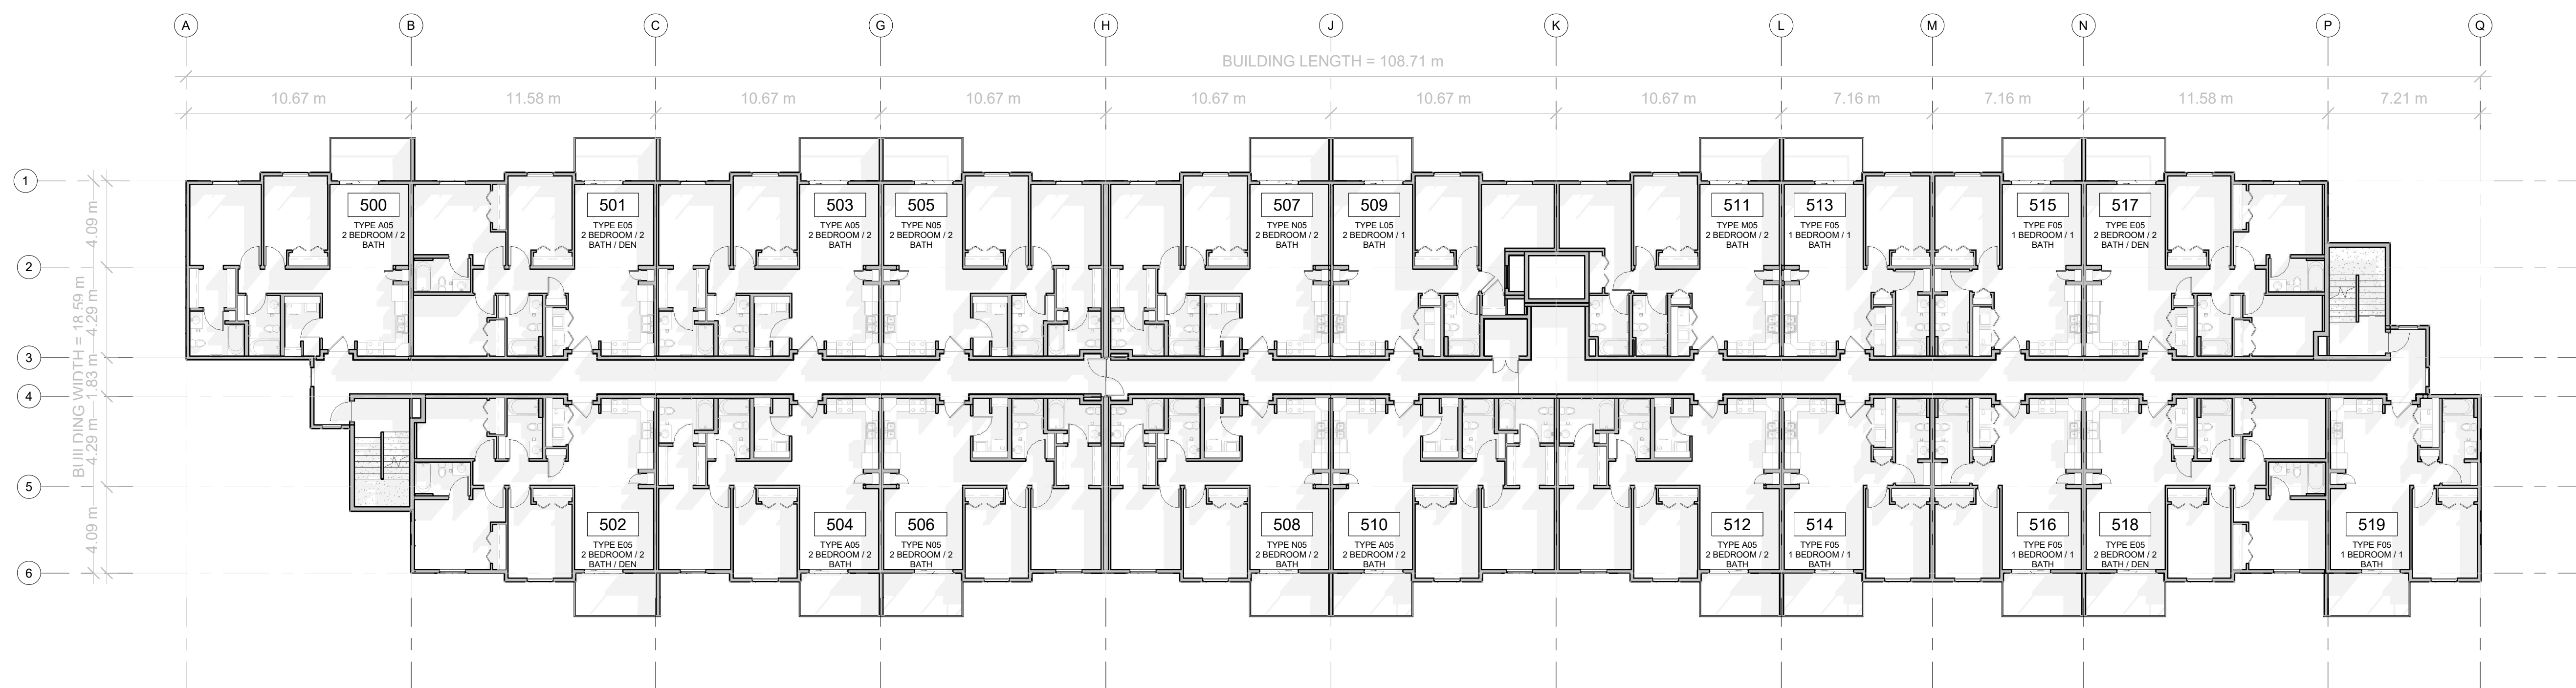 A B C G H J K L M N P Q
BUILDING LENGTH = 108.71 m
10.67 m 11.58 m 10.67 m 10.67 m 10.67 m 10.67 m 10.67 m 7.16 m 7.16 m 11.58 m 7.21 m
1
2
3
4
5
6
BUILDING WIDTH = 18.59 m
4.09 m
4.29 m
1.83 m
4.29 m
4.09 m
500
TYPE A05
2 BEDROOM / 2
BATH
501
TYPE E05
2 BEDROOM / 2
BATH / DEN
503
TYPE A05
2 BEDROOM / 2
BATH
505
TYPE N05
2 BEDROOM / 2
BATH
507
TYPE N05
2 BEDROOM / 2
BATH
509
TYPE L05
2 BEDROOM / 1
BATH
511
TYPE M05
2 BEDROOM / 2
BATH
513
TYPE F05
1 BEDROOM / 1
BATH
515
TYPE F05
1 BEDROOM / 1
BATH
517
TYPE E05
2 BEDROOM / 2
BATH / DEN
502
TYPE E05
2 BEDROOM / 2
BATH / DEN
504
TYPE A05
2 BEDROOM / 2
BATH
506
TYPE N05
2 BEDROOM / 2
BATH
508
TYPE N05
2 BEDROOM / 2
BATH
510
TYPE A05
2 BEDROOM / 2
BATH
512
TYPE A05
2 BEDROOM / 2
BATH
514
TYPE F05
1 BEDROOM / 1
BATH
516
TYPE F05
1 BEDROOM / 1
BATH
518
TYPE E05
2 BEDROOM / 2
BATH / DEN
519
TYPE F05
1 BEDROOM / 1
BATH